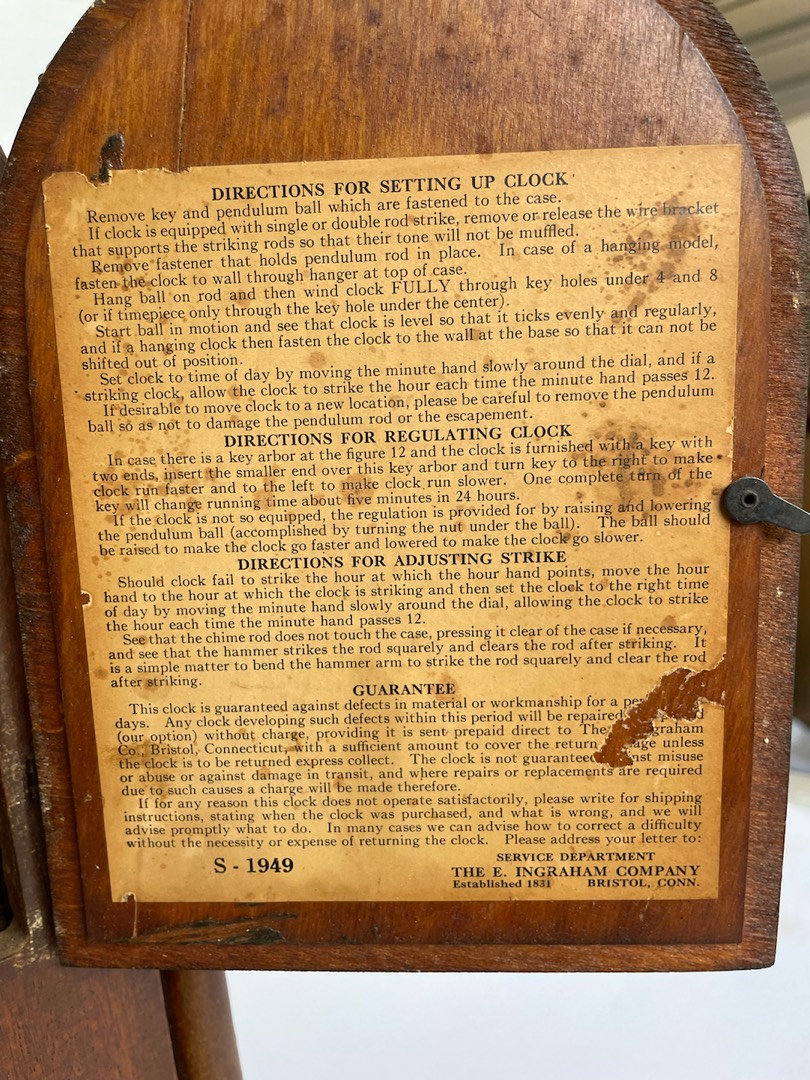 DIRECTIONS FOR SETTING UP CLOCK
Remove key and pendulum ball which are fastened to the case.
If clock is equipped with single or double rod strike, remove or release the wire bracket
that supports the striking rods so that their tone will not be muffled.
Remove fastener that holds pendulum rod in place. In case of a hanging model,
fasten the clock to wall through hanger at top of case.
Hang ball on rod and then wind clock FULLY through key holes under 4 and 8
(or if timepiece only through the key hole under the center).
Start ball in motion and see that clock is level so that it ticks evenly and regularly,
and if a hanging clock then fasten the clock to the wall at the base so that it can not be
shifted out of position.
Set clock to time of day by moving the minute hand slowly around the dial, and if a
striking clock, allow the clock to strike the hour each time the minute hand passes 12.
If desirable to move clock to a new location, please be careful to remove the pendulum
ball so as not to damage the pendulum rod or the escapement.
DIRECTIONS FOR REGULATING CLOCK
In case there is a key arbor at the figure 12 and the clock is furnished with a key with
two ends, insert the smaller end over this key arbor and turn key to the right to make
clock run faster and to the left to make clock run slower. One complete turn of the
key will change running time about five minutes in 24 hours.
If the clock is not so equipped, the regulation is provided for by raising and lowering
the pendulum ball (accomplished by turning the nut under the ball). The ball should
be raised to make the clock go faster and lowered to make the clock go slower.
DIRECTIONS FOR ADJUSTING STRIKE
Should clock fail to strike the hour at which the hour hand points, move the hour
hand to the hour at which the clock is striking and then set the clock to the right time
of day by moving the minute hand slowly around the dial, allowing the clock to strike
the hour each time the minute hand passes 12.
See that the chime rod does not touch the case, pressing it clear of the case if necessary,
and see that the hammer strikes the rod squarely and clears the rod after striking. It
is a simple matter to bend the hammer arm to strike the rod squarely and clear the rod
after striking.
GUARANTEE
This clock is guaranteed against defects in material or workmanship for a
days. Any clock developing such defects within this period will be repaired
(our option) without charge, providing it is sent prepaid direct to The Ingraham
Co., Bristol, Connecticut, with a sufficient amount to cover the return unless
the clock is to be returned express collect. The clock is not guaranteed misuse
or abuse or against damage in transit, and where repairs or replacements are required
due to such causes a charge will be made therefore.
If for any reason this clock does not operate satisfactorily, please write for shipping
instructions, stating when the clock was purchased, and what is wrong, and we will
advise promptly what to do. In many cases we can advise how to correct a difficulty
without the necessity or expense of returning the clock. Please address your letter to:
S - 1949
SERVICE DEPARTMENT
THE E. INGRAHAM COMPANY
Established 1831 BRISTOL, CONN.